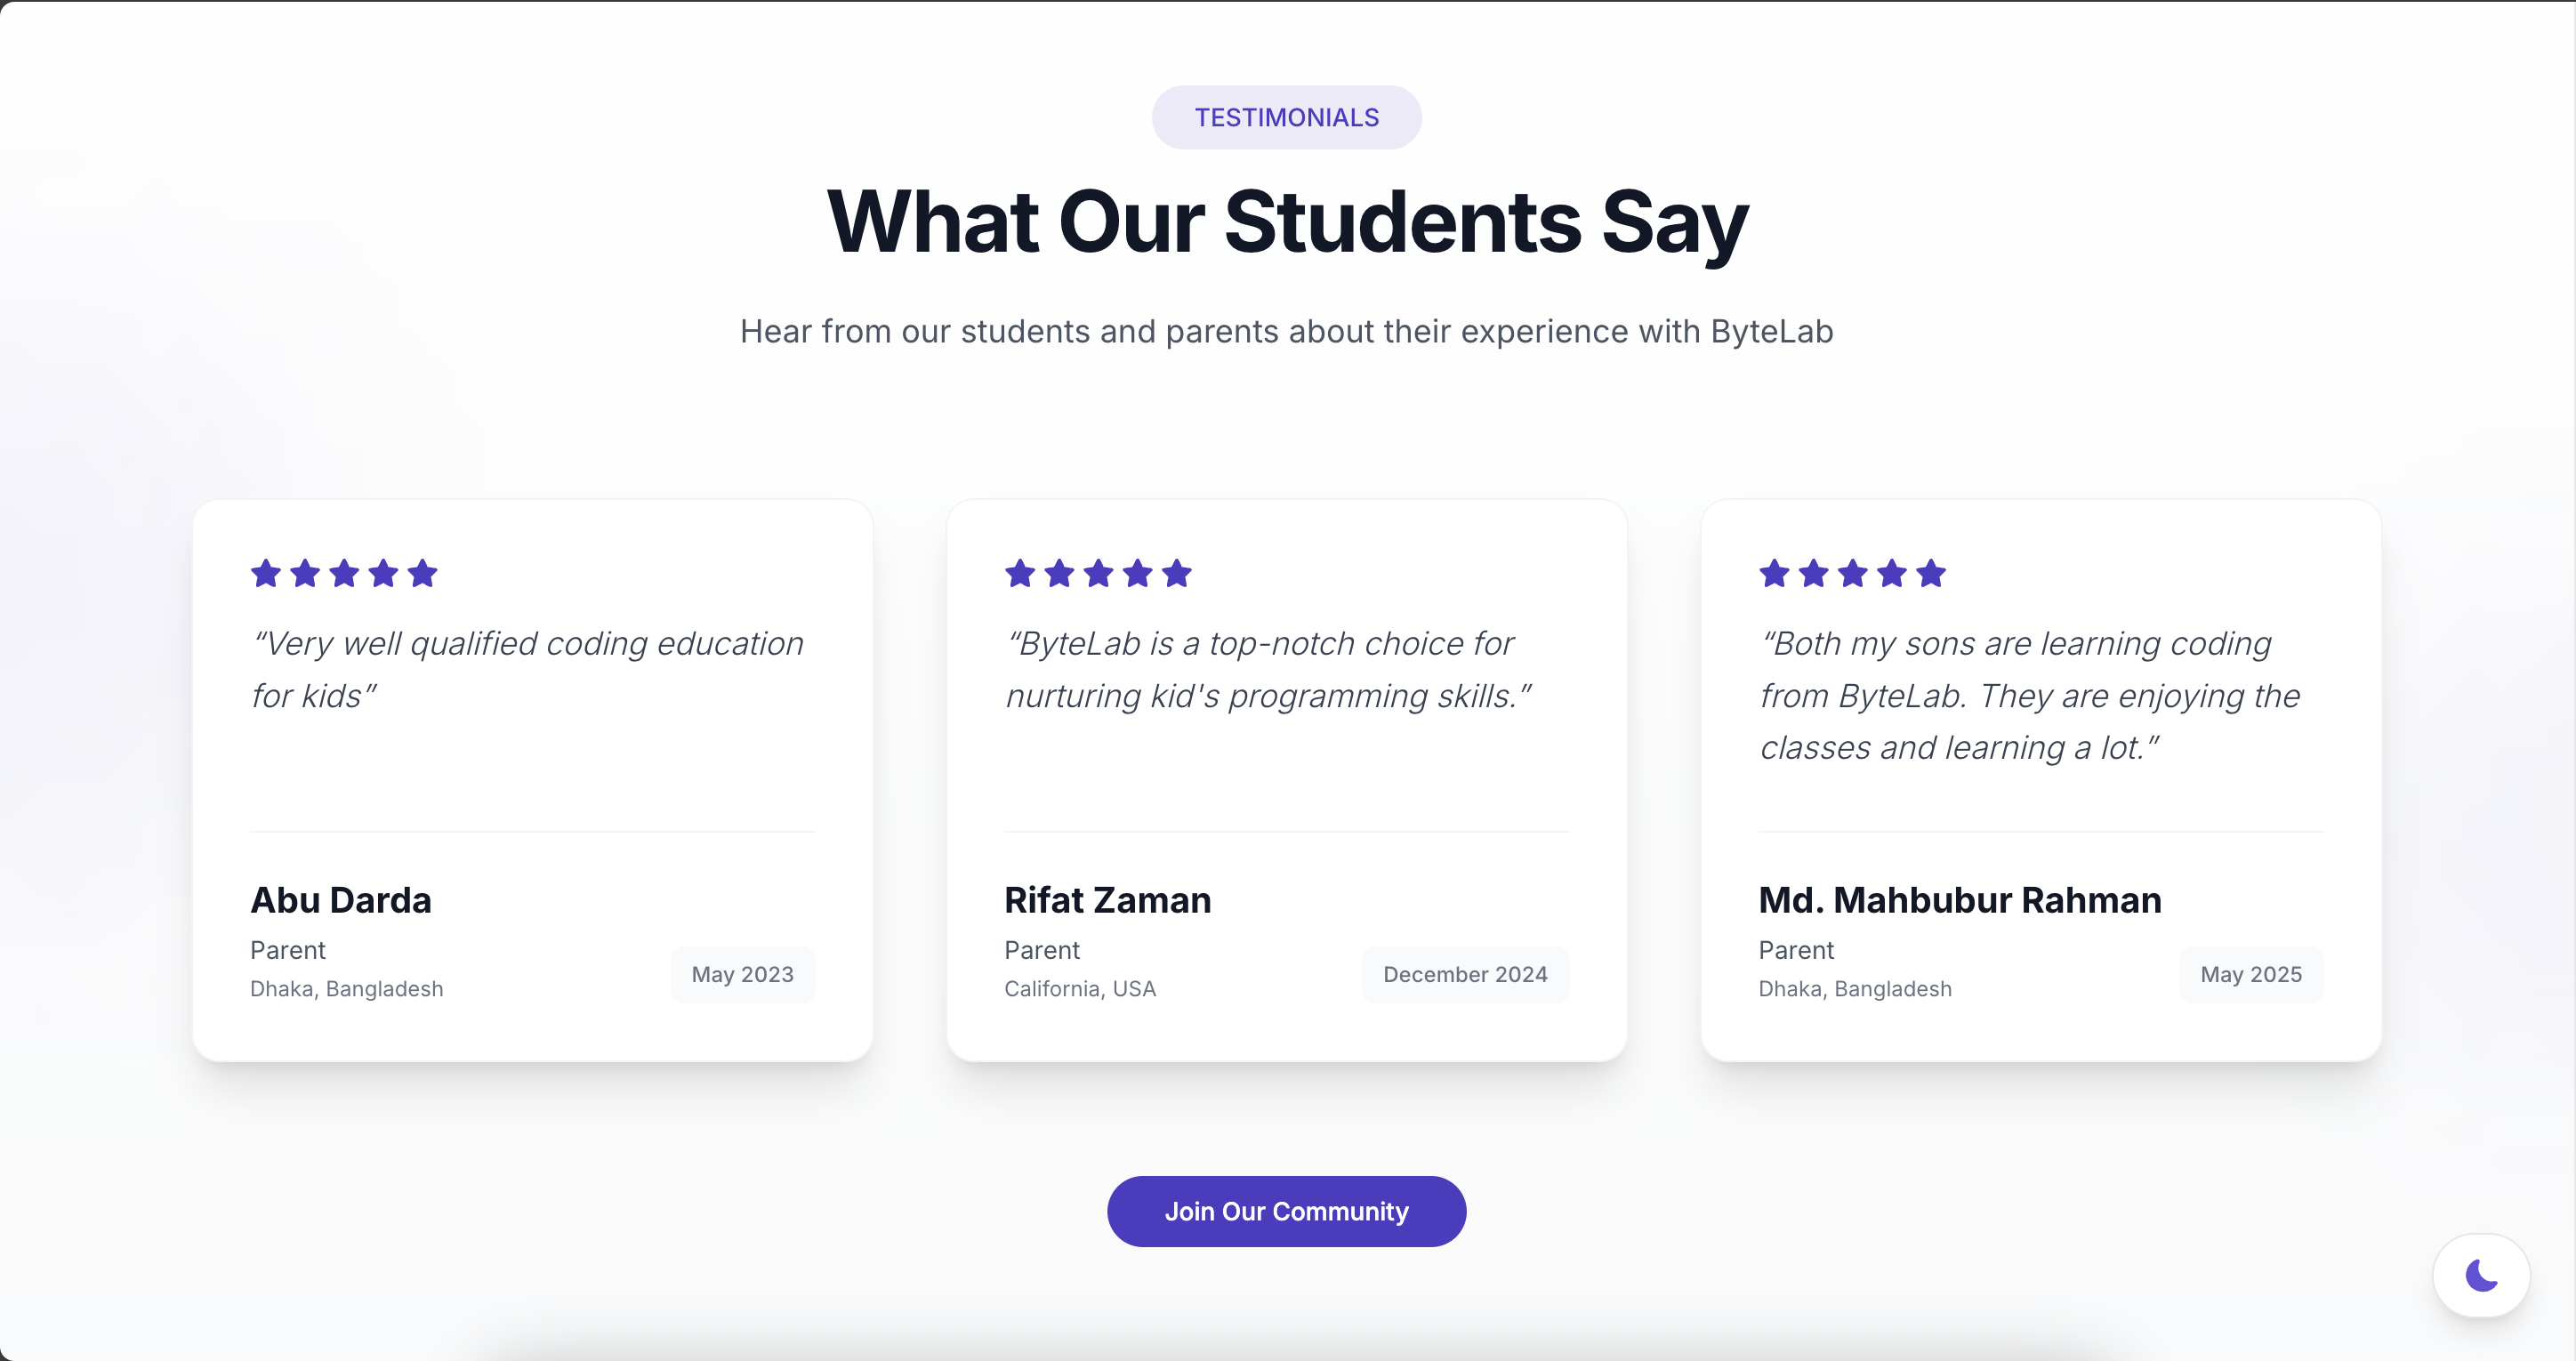 TESTIMONIALS
What Our Students Say
Hear from our students and parents about their experience with ByteLab
“Very well qualified coding education
for kids”
Abu Darda
Parent
Dhaka, Bangladesh
May 2023
“ByteLab is a top-notch choice for
nurturing kid's programming skills.”
Rifat Zaman
Parent
California, USA
December 2024
“Both my sons are learning coding
from ByteLab. They are enjoying the
classes and learning a lot.”
Md. Mahbubur Rahman
Parent
Dhaka, Bangladesh
May 2025
Join Our Community